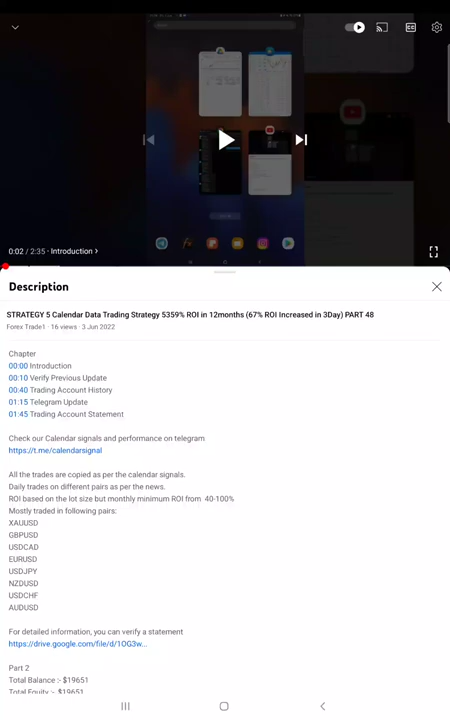 CC
0:02 / 2:35 · Introduction >
Description
STRATEGY 5 Calendar Data Trading Strategy 5359% ROI in 12months (67% ROI Increased in 3Day) PART 48
Forex Trade1 · 16 views · 3 Jun 2022
Chapter
00:00 Introduction
00:10 Verify Previous Update
00:40 Trading Account History
01:15 Telegram Update
01:45 Trading Account Statement
Check our Calendar signals and performance on telegram
https://t.me/calendarsignal
All the trades are copied as per the calendar signals.
Daily trades on different pairs as per the news.
ROI based on the lot size but monthly minimum ROI from 40-100%
Mostly traded in following pairs:
XAUUSD
GBPUSD
USDCAD
EURUSD
USDJPY
NZDUSD
USDCHF
AUDUSD
For detailed information, you can verify a statement
https://drive.google.com/file/d/1OG3w...
Part 2
Total Balance :- $19651
Total Equity :- $19651